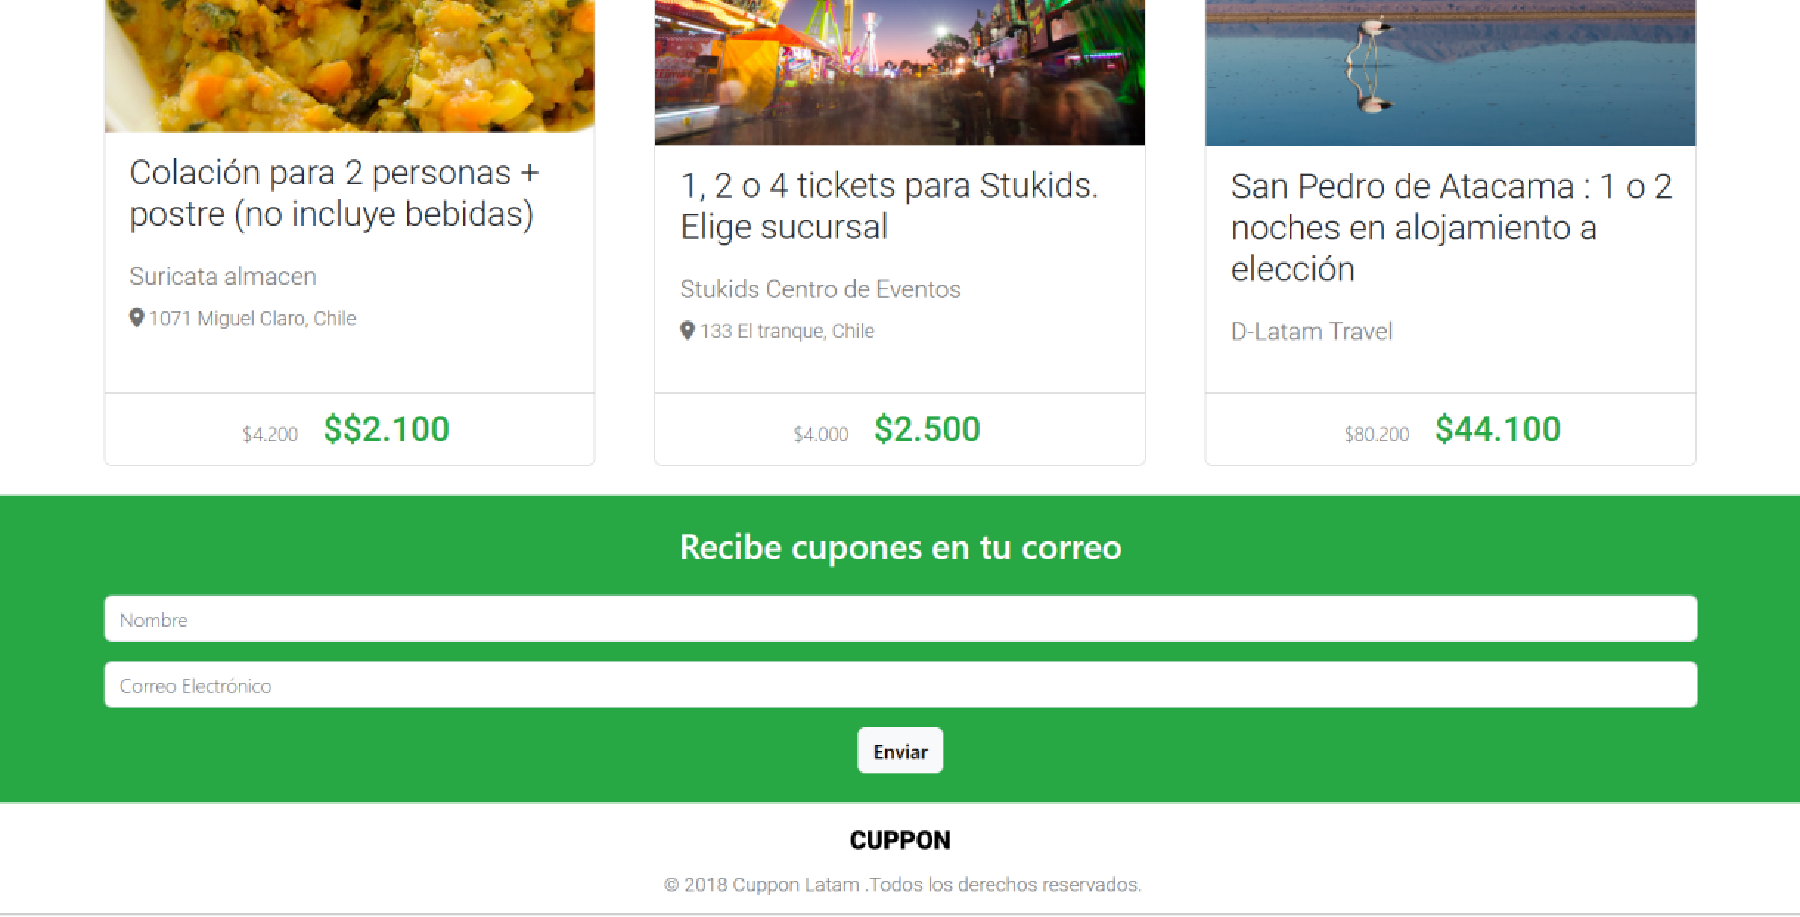 Colación para 2 personas +
postre (no incluye bebidas)
Suricata almacen
1071 Miguel Claro, Chile
$4.200 $$2.100
1, 2 o 4 tickets para Stukids.
Elige sucursal
Stukids Centro de Eventos
133 El tranque, Chile
$4.000 $2.500
San Pedro de Atacama : 1 o 2
noches en alojamiento a
elección
D-Latam Travel
$80.200 $44.100
Recibe cupones en tu correo
Nombre
Correo Electrónico
Enviar
CUPPON
© 2018 Cuppon Latam .Todos los derechos reservados.